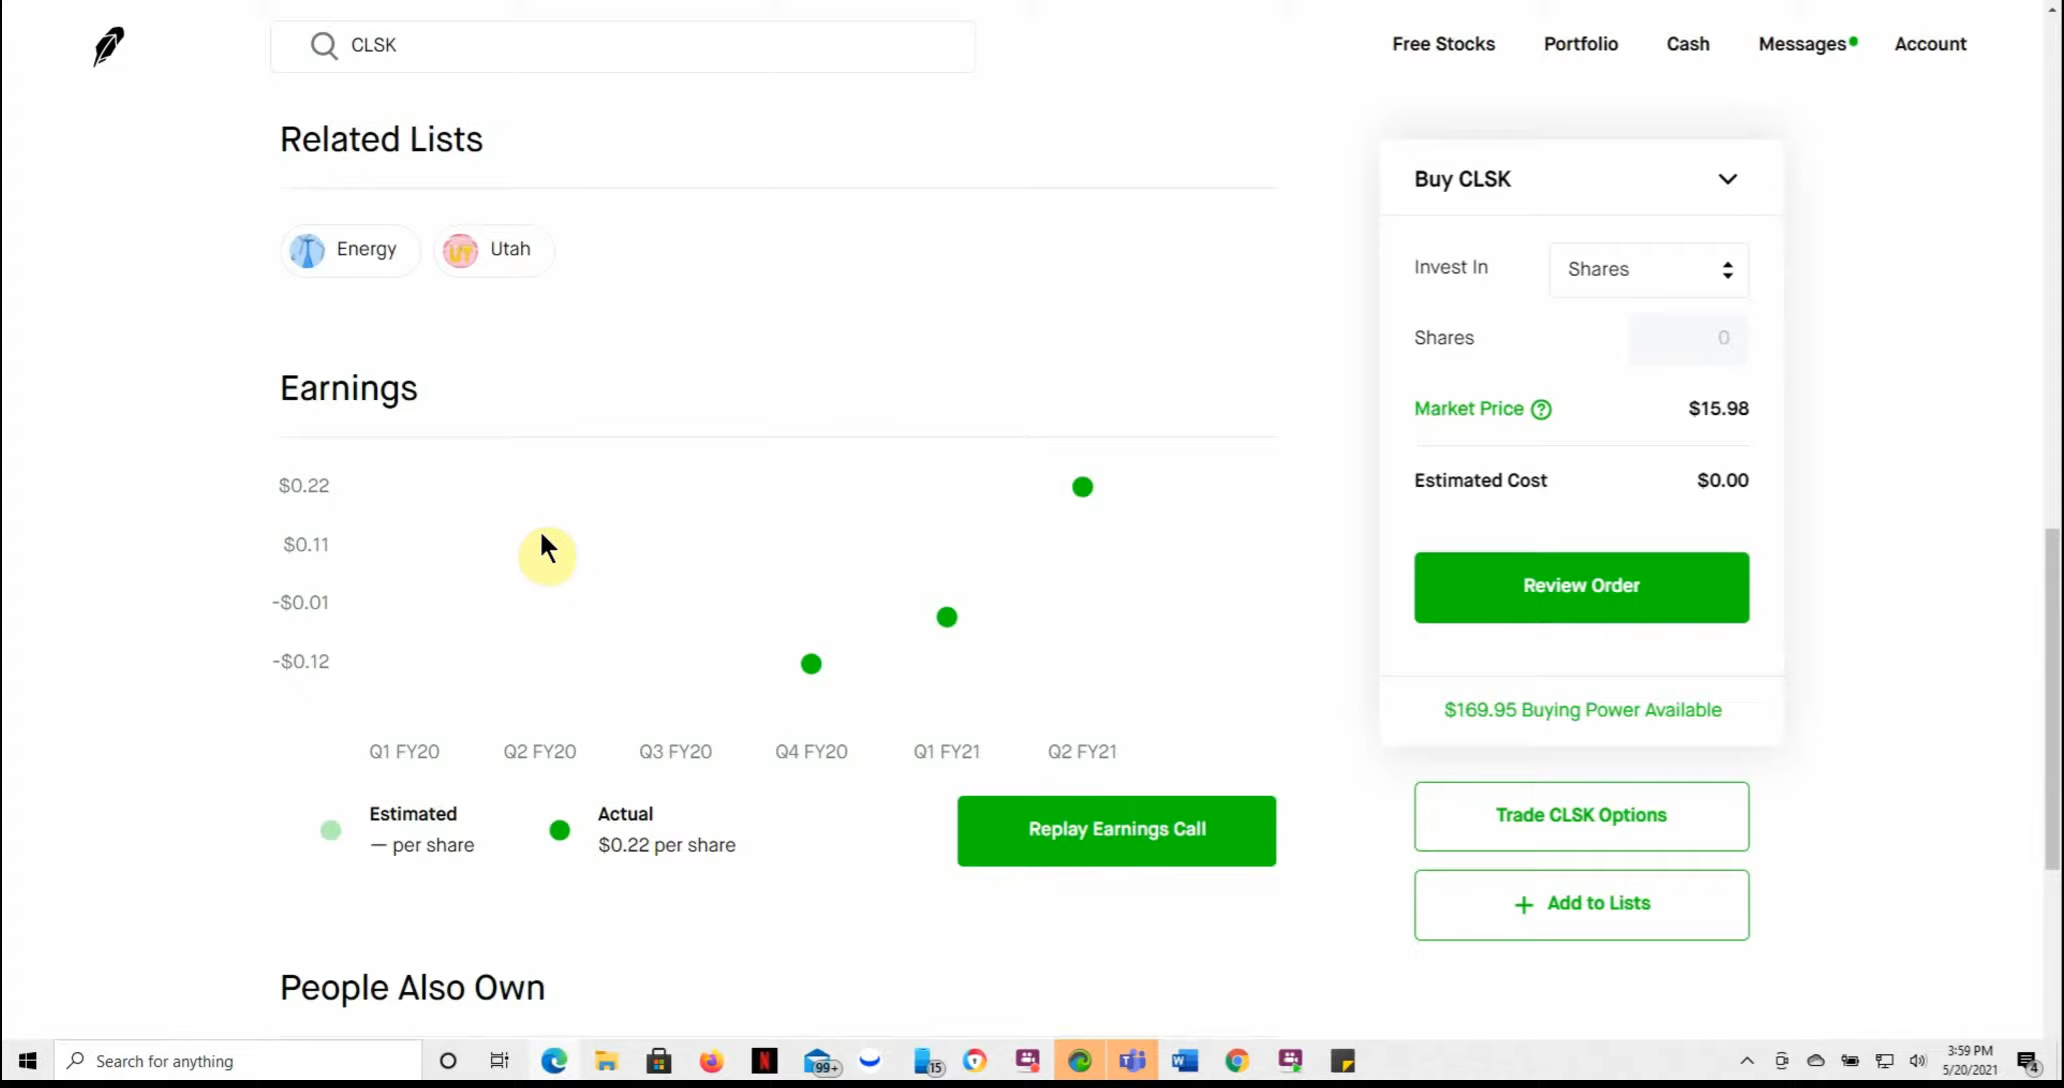 CLSK
Free Stocks
Portfolio
Cash
Messages
Account
Related Lists
Energy
UT
Utah
Earnings
$0.22
$0.11
-$0.01
-$0.12
Q1 FY20
Q2 FY20
Q3 FY20
Q4 FY20
Q1 FY21
Q2 FY21
Estimated
— per share
Actual
$0.22 per share
Replay Earnings Call
People Also Own
Buy CLSK
Invest In
Shares
Shares
0
Market Price ?
$15.98
Estimated Cost
$0.00
Review Order
$169.95 Buying Power Available
Trade CLSK Options
+ Add to Lists
Search for anything
N
99+
15
W
3:59 PM
5/20/2021
4